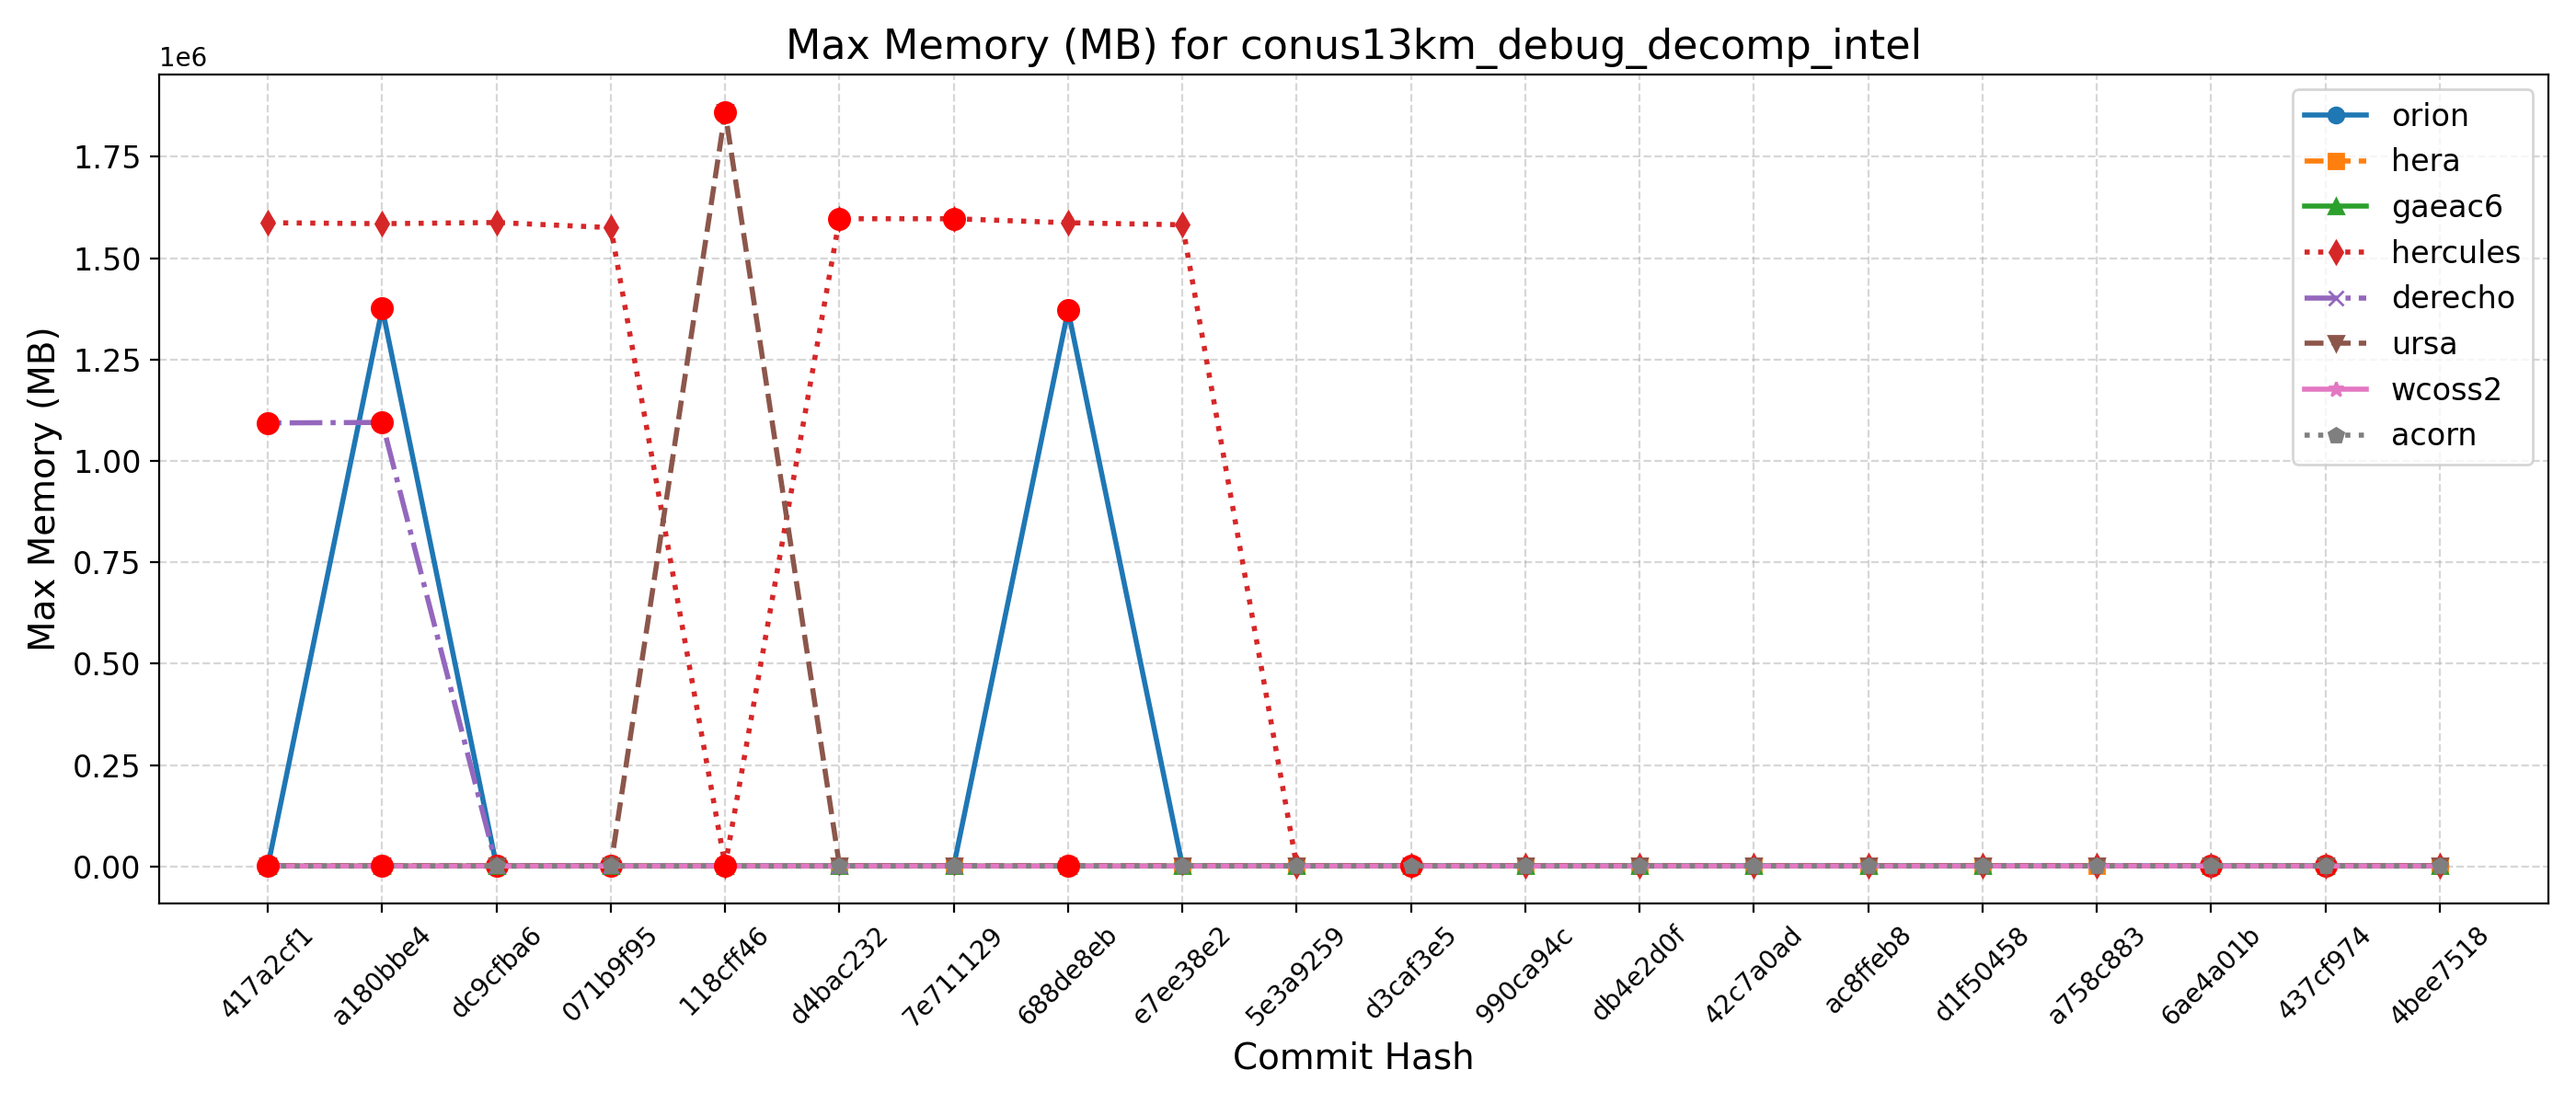 Max Memory (MB) for conus13km_debug_decomp_intel
1e6
1.75
1.50
1.25
1.00
0.75
0.50
0.25
0.00
Max Memory (MB)
orion
hera
gaeac6
hercules
derecho
ursa
wcoss2
acorn
417a2cf1
a180bbe4
dc9cfba6
071b9f95
118cff46
d4bac232
7e711129
688de8eb
e7ee38e2
5e3a9259
d3caf3e5
990ca94c
db4e2d0f
42c7a0ad
ac8ffeb8
d1f50458
a758c883
6ae4a01b
437cf974
4bee7518
Commit Hash